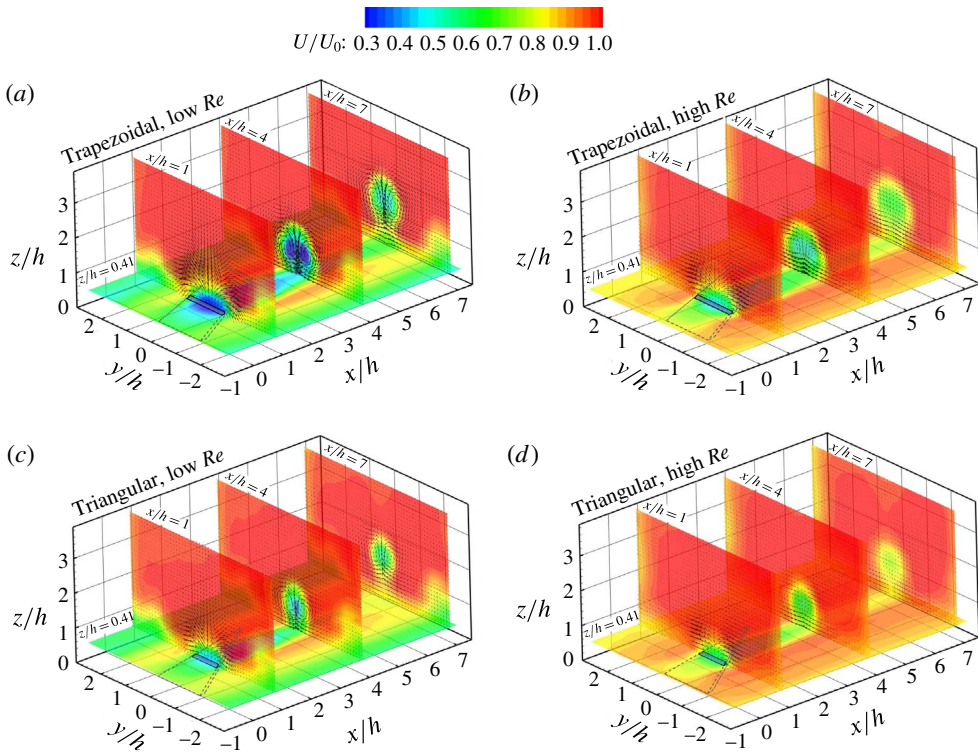 U/U0: 0.3 0.4 0.5 0.6 0.7 0.8 0.9 1.0
(a)
Trapezoidal, low Re
x/h = 1
x/h = 4
x/h = 7
z/h = 0.41
z/h
3
2
1
0
2
1
0
−1
−2
y/h
−1
0
1
2
3
4
5
6
7
x/h
(b)
Trapezoidal, high Re
x/h = 1
x/h = 4
x/h = 7
z/h = 0.41
z/h
3
2
1
0
2
1
0
−1
−2
y/h
−1
0
1
2
3
4
5
6
7
x/h
(c)
Triangular, low Re
x/h = 1
x/h = 4
x/h = 7
z/h = 0.41
z/h
3
2
1
0
2
1
0
−1
−2
y/h
−1
0
1
2
3
4
5
6
7
x/h
(d)
Triangular, high Re
x/h = 1
x/h = 4
x/h = 7
z/h = 0.41
z/h
3
2
1
0
2
1
0
−1
−2
y/h
−1
0
1
2
3
4
5
6
7
x/h